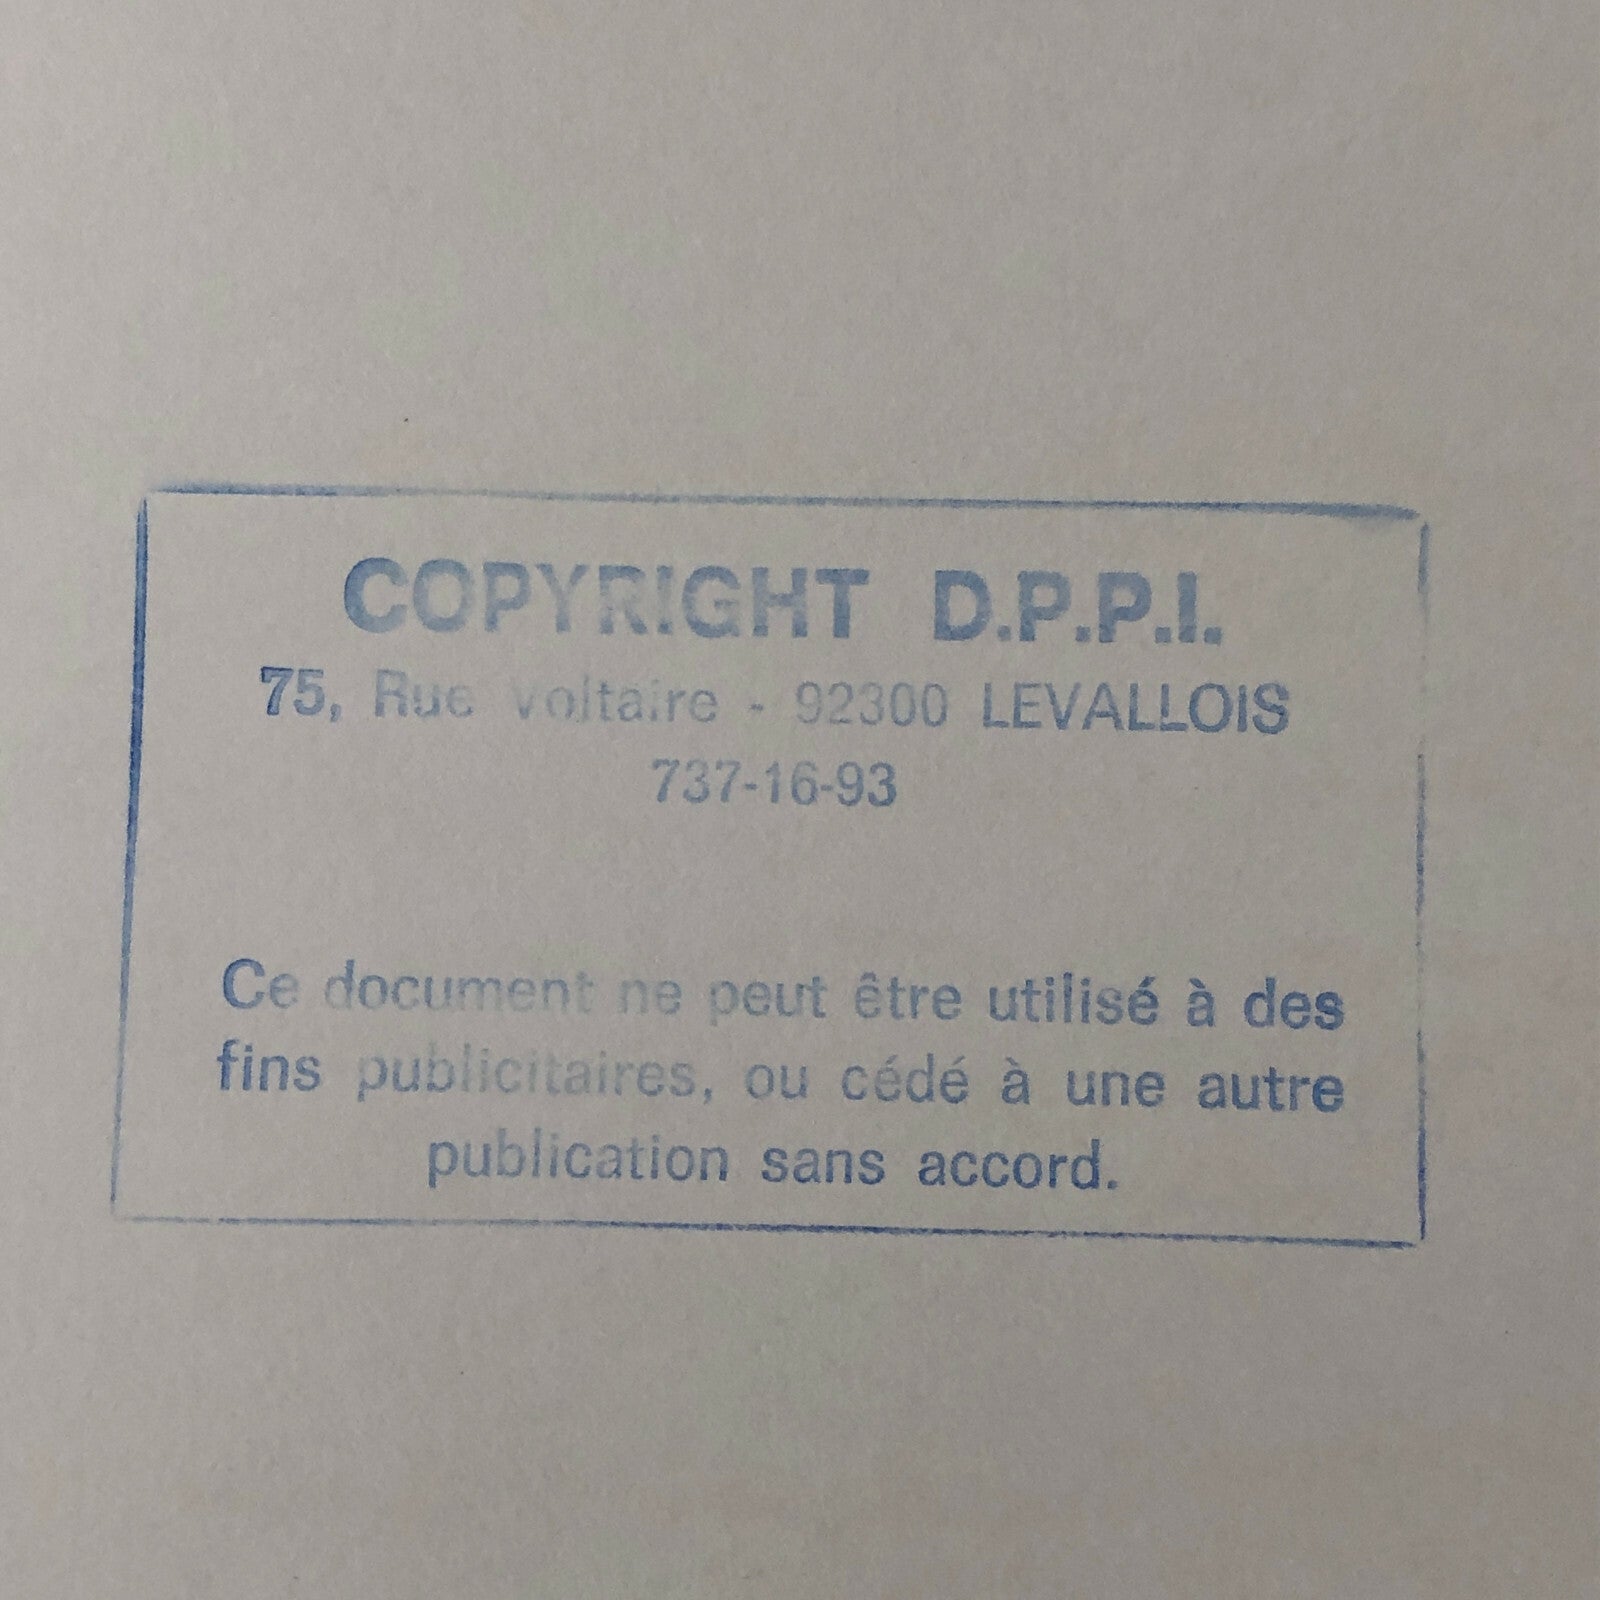 COPYRIGHT D.P.P.I.
75, Rue Voltaire - 92300 LEVALLOIS
737-16-93
Ce document ne peut être utilisé à des
fins publicitaires, ou cédé à une autre
publication sans accord.